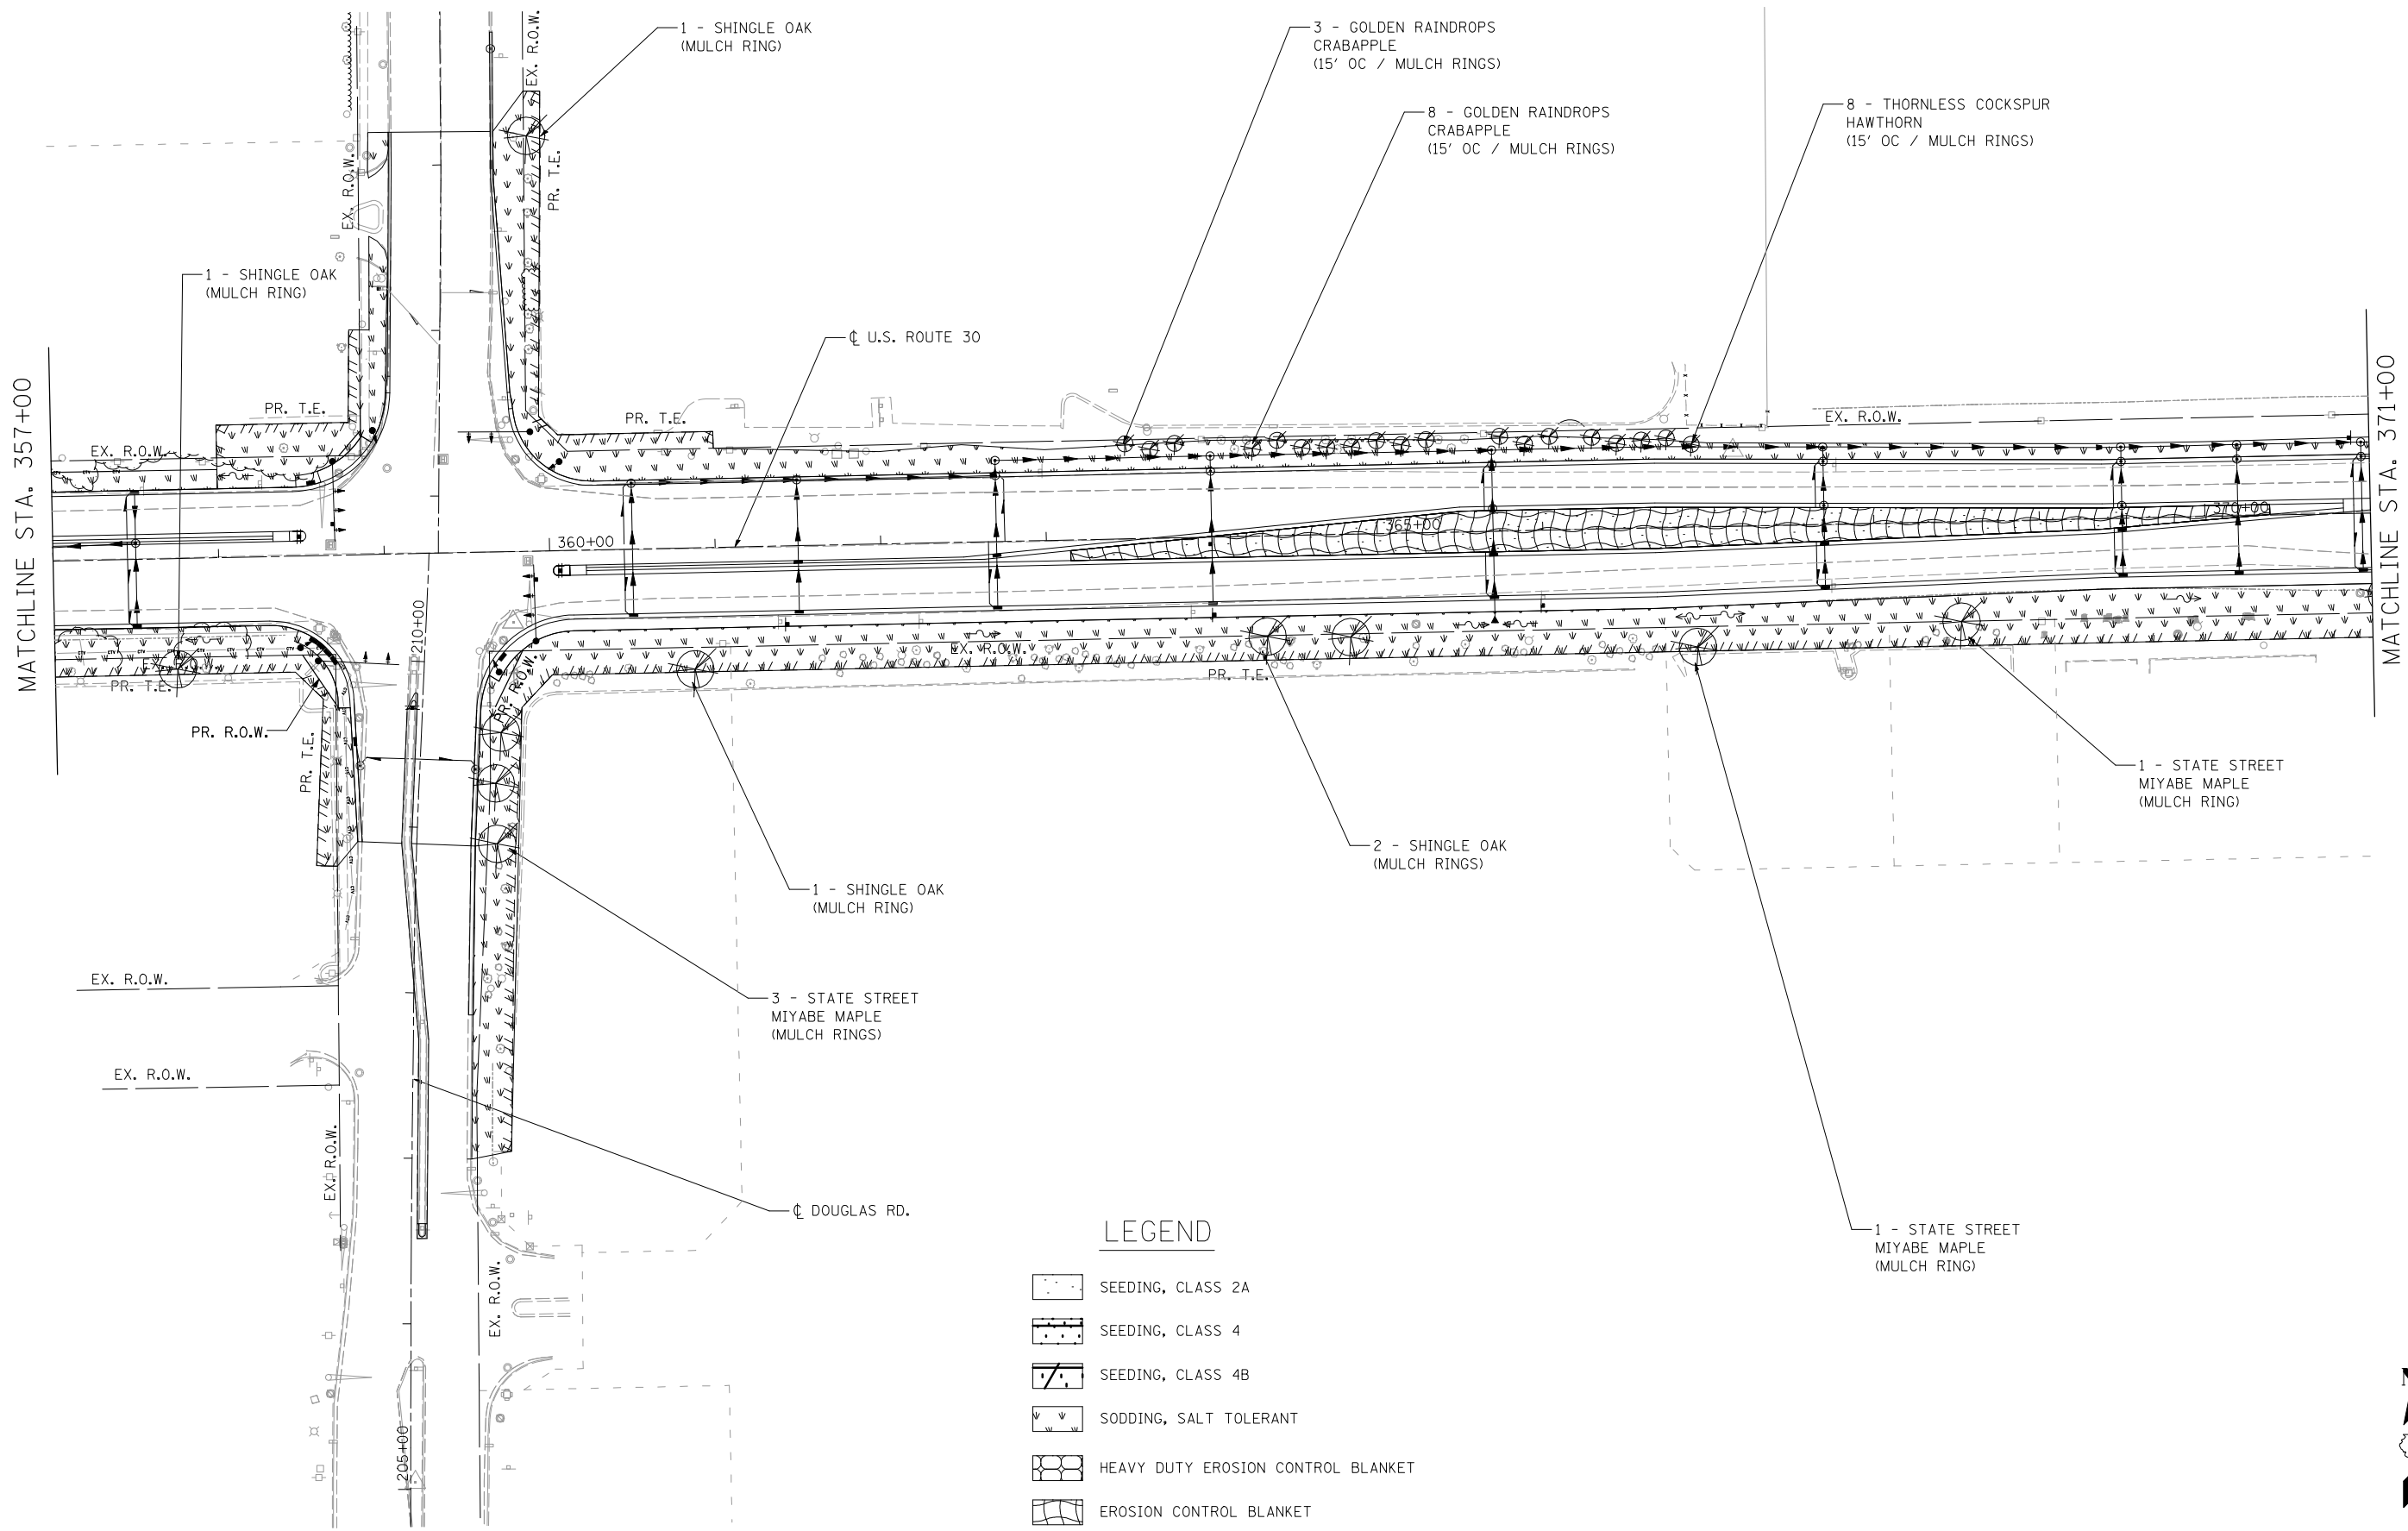 1 - SHINGLE OAK
(MULCH RING)
EX. R.O.W.
3 - GOLDEN RAINDROPS
CRABAPPLE
(15' OC / MULCH RINGS)
8 - GOLDEN RAINDROPS
CRABAPPLE
(15' OC / MULCH RINGS)
8 - THORNLESS COCKSPUR
HAWTHORN
(15' OC / MULCH RINGS)
EX. R.O.W.
PR. T.E.
1 - SHINGLE OAK
(MULCH RING)
℄ U.S. ROUTE 30
MATCHLINE STA. 357+00
MATCHLINE STA. 371+00
PR. T.E.
PR. T.E.
EX. R.O.W.
EX. R.O.W.
360+00
365+00
370+00
210+00
EX. R.O.W.
EX. R.O.W.
PR. T.E.
PR. T.E.
PR. R.O.W.
PR. R.O.W.
PR. T.E.
1 - STATE STREET
MIYABE MAPLE
(MULCH RING)
2 - SHINGLE OAK
(MULCH RINGS)
1 - SHINGLE OAK
(MULCH RING)
3 - STATE STREET
MIYABE MAPLE
(MULCH RINGS)
EX. R.O.W.
EX. R.O.W.
EX. R.O.W.
℄ DOUGLAS RD.
1 - STATE STREET
MIYABE MAPLE
(MULCH RING)
EX. R.O.W.
205+00
LEGEND
SEEDING, CLASS 2A
SEEDING, CLASS 4
SEEDING, CLASS 4B
SODDING, SALT TOLERANT
HEAVY DUTY EROSION CONTROL BLANKET
EROSION CONTROL BLANKET